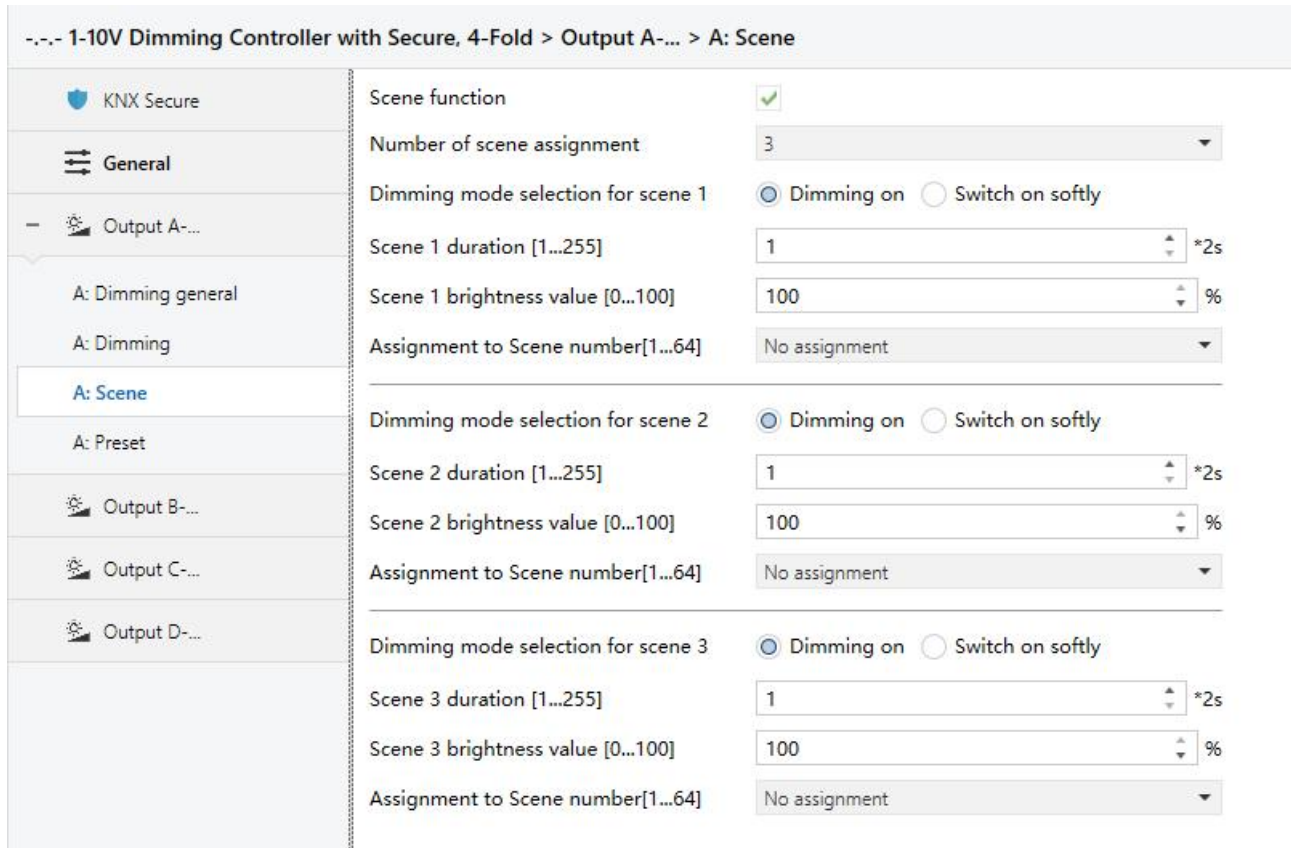 -.-.- 1-10V Dimming Controller with Secure, 4-Fold > Output A-... > A: Scene
KNX Secure
General
Output A-...
A: Dimming general
A: Dimming
A: Scene
A: Preset
Output B-...
Output C-...
Output D-...
Scene function
Number of scene assignment 3
Dimming mode selection for scene 1 Dimming on Switch on softly
Scene 1 duration [1...255] 1 *2s
Scene 1 brightness value [0...100] 100 %
Assignment to Scene number[1...64] No assignment
Dimming mode selection for scene 2 Dimming on Switch on softly
Scene 2 duration [1...255] 1 *2s
Scene 2 brightness value [0...100] 100 %
Assignment to Scene number[1...64] No assignment
Dimming mode selection for scene 3 Dimming on Switch on softly
Scene 3 duration [1...255] 1 *2s
Scene 3 brightness value [0...100] 100 %
Assignment to Scene number[1...64] No assignment